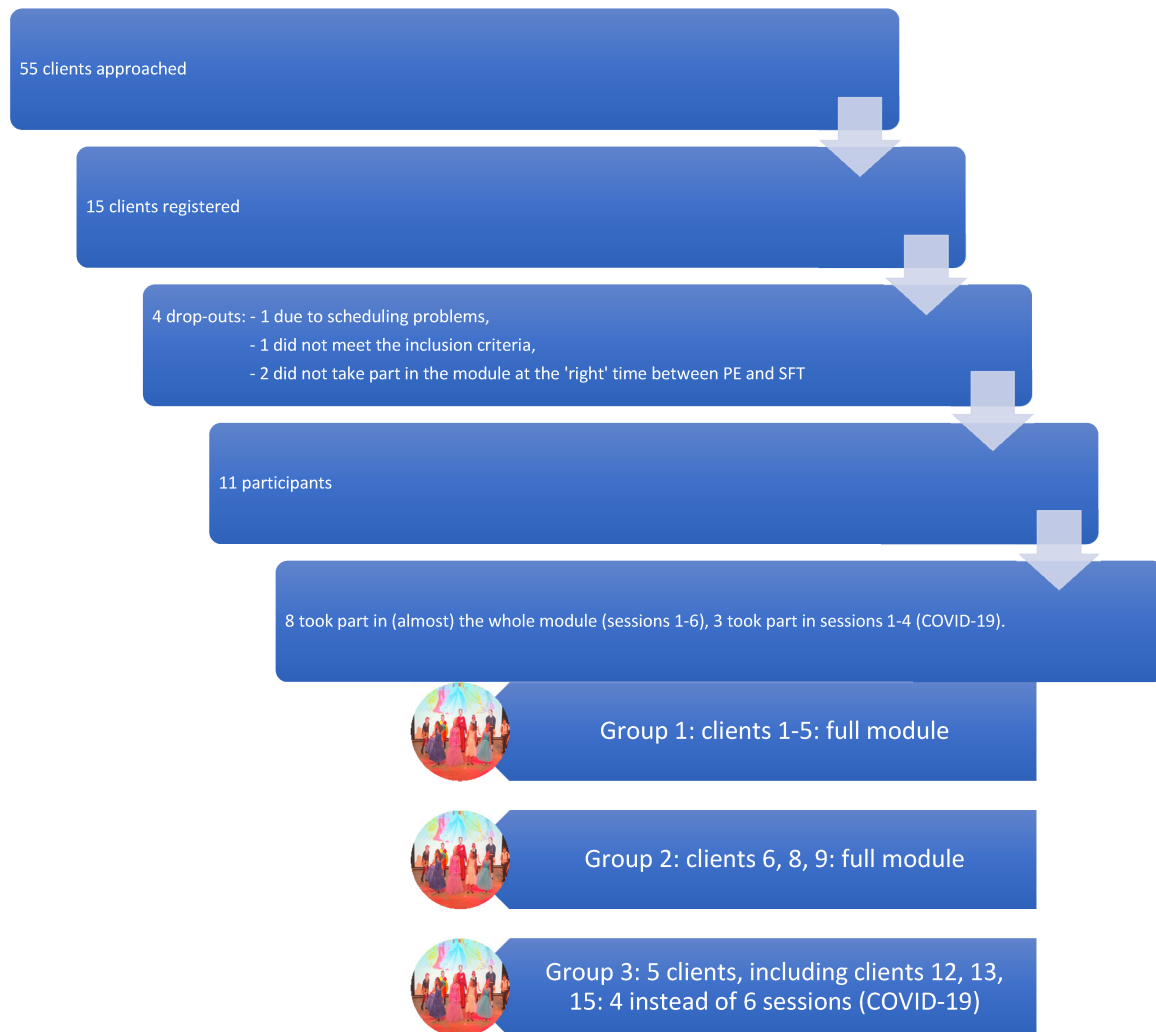 55 clients approached
15 clients registered
4 drop-outs: - 1 due to scheduling problems,
- 1 did not meet the inclusion criteria,
- 2 did not take part in the module at the 'right' time between PE and SFT
11 participants
8 took part in (almost) the whole module (sessions 1-6), 3 took part in sessions 1-4 (COVID-19).
Group 1: clients 1-5: full module
Group 2: clients 6, 8, 9: full module
Group 3: 5 clients, including clients 12, 13,
15: 4 instead of 6 sessions (COVID-19)